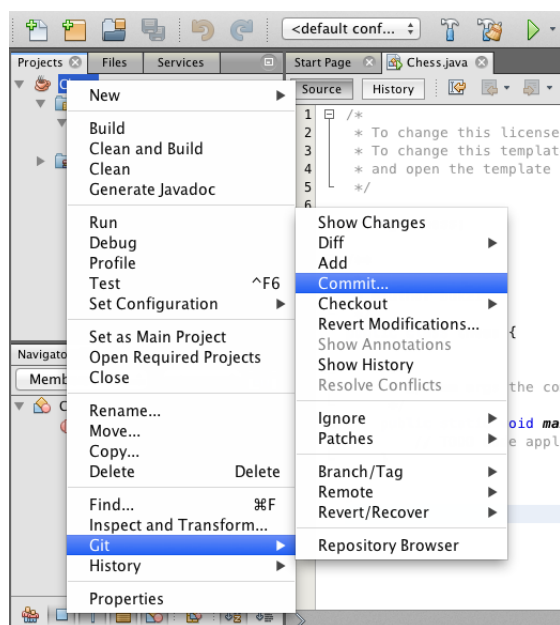 <default conf...
Projects
Files
Services
Start Page
Chess.java
Source
History
1 /*
2 * To change this license
3 * To change this templat
4 * and open the template
5 */
6
New
Build
Clean and Build
Clean
Generate Javadoc
Run
Debug
Profile
Test ^F6
Set Configuration
Set as Main Project
Open Required Projects
Close
Rename...
Move...
Copy...
Delete Delete
Find... ⌘F
Inspect and Transform...
Git
History
Properties
Show Changes
Diff
Add
Commit...
Checkout
Revert Modifications...
Show Annotations
Show History
Resolve Conflicts
Ignore
Patches
Branch/Tag
Remote
Revert/Recover
Repository Browser
{
the co
oid ma
e appl
Navigato
Memb
C